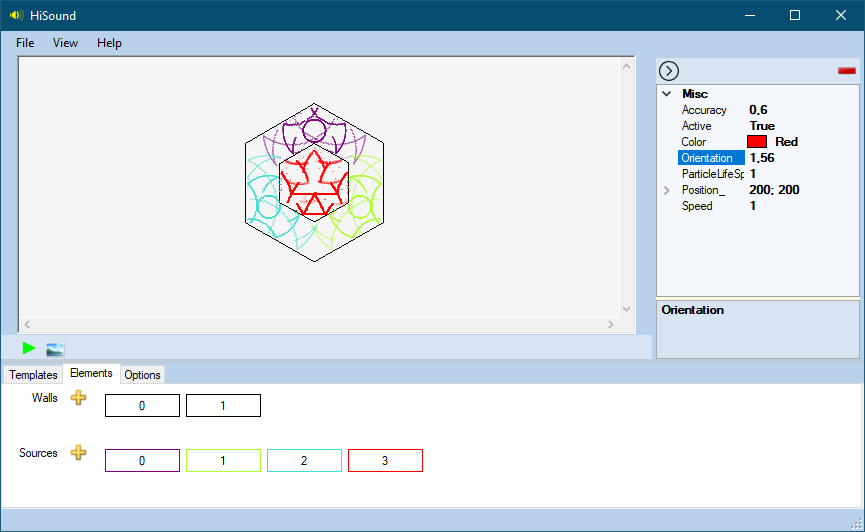 HiSound
File View Help
Misc
Accuracy 0,6
Active True
Color Red
Orientation 1,56
ParticleLifeSp 1
Position_ 200; 200
Speed 1
Orientation
Templates Elements Options
Walls 0 1
Sources 0 1 2 3